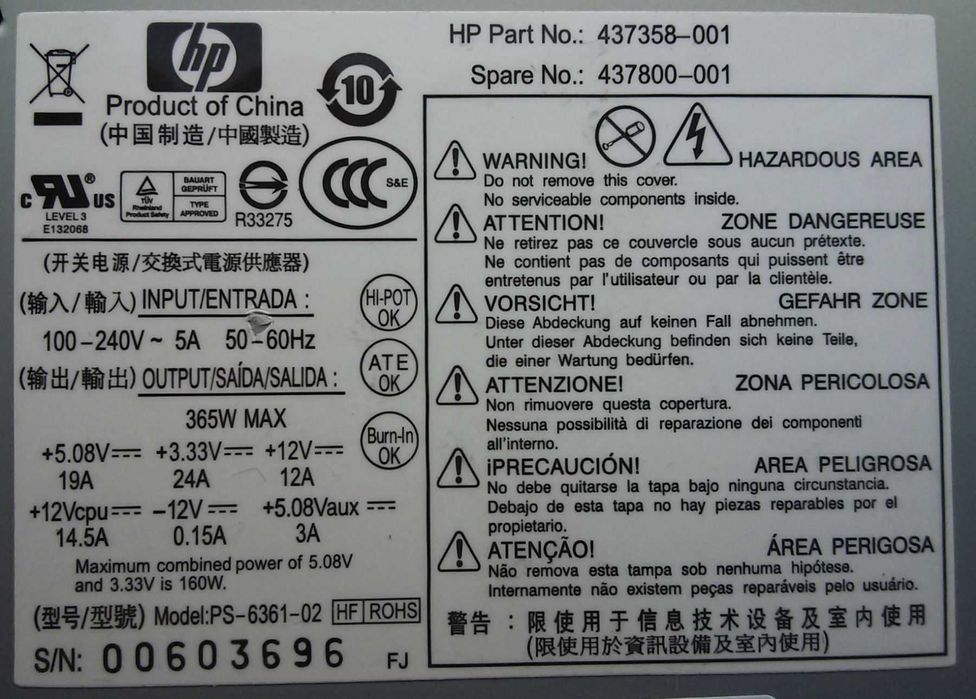 hp
Product of China
(中国制造/中國製造)
10
HP Part No.: 437358-001
Spare No.: 437800-001
c RU ® US
LEVEL 3
E132068
TÜV
Rheinland
Product Safety
BAUART
GEPRÜFT
TYPE
APPROVED
R33275
CCC S&E
(开关电源/交換式電源供應器)
(输入/輸入) INPUT/ENTRADA :
100-240V ~ 5A 50-60Hz
(输出/輸出) OUTPUT/SAÍDA/SALIDA :
365W MAX
+5.08V +3.33V +12V
19A 24A 12A
+12Vcpu -12V +5.08Vaux
14.5A 0.15A 3A
Maximum combined power of 5.08V
and 3.33V is 160W.
(型号/型號) Model:PS-6361-02 HF ROHS
S/N: 00603696 FJ
HI-POT
OK
ATE
OK
Burn-In
OK
WARNING! HAZARDOUS AREA
Do not remove this cover.
No serviceable components inside.
ATTENTION! ZONE DANGEREUSE
Ne retirez pas ce couvercle sous aucun prétexte.
Ne contient pas de composants qui puissent être
entretenus par l'utilisateur ou par la clientèle.
VORSICHT! GEFAHR ZONE
Diese Abdeckung auf keinen Fall abnehmen.
Unter dieser Abdeckung befinden sich keine Teile,
die einer Wartung bedürfen.
ATTENZIONE! ZONA PERICOLOSA
Non rimuovere questa copertura.
Nessuna possibilità di reparazione dei componenti
all'interno.
¡PRECAUCIÓN! AREA PELIGROSA
No debe quitarse la tapa bajo ninguna circunstancia.
Debajo de esta tapa no hay piezas reparables por el
propietario.
ATENÇÃO! ÁREA PERIGOSA
Não remova esta tampa sob nenhuma hipótese.
Internamente não existem peças reparáveis pelo usuário.
警告 : 限使用于信息技术设备及室内使用
(限使用於資訊設備及室內使用)